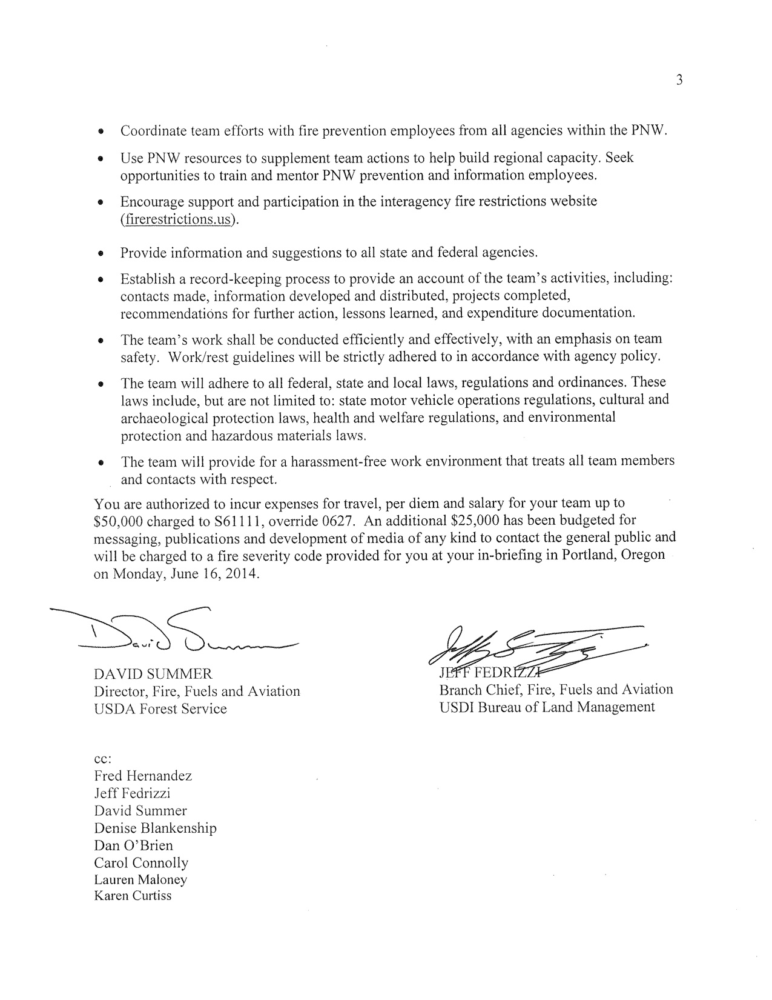 3
• Coordinate team efforts with fire prevention employees from all agencies within the PNW.
• Use PNW resources to supplement team actions to help build regional capacity. Seek
opportunities to train and mentor PNW prevention and information employees.
• Encourage support and participation in the interagency fire restrictions website
(firerestrictions.us).
• Provide information and suggestions to all state and federal agencies.
• Establish a record-keeping process to provide an account of the team's activities, including:
contacts made, information developed and distributed, projects completed,
recommendations for further action, lessons learned, and expenditure documentation.
• The team's work shall be conducted efficiently and effectively, with an emphasis on team
safety.  Work/rest guidelines will be strictly adhered to in accordance with agency policy.
• The team will adhere to all federal, state and local laws, regulations and ordinances. These
laws include, but are not limited to: state motor vehicle operations regulations, cultural and
archaeological protection laws, health and welfare regulations, and environmental
protection and hazardous materials laws.
• The team will provide for a harassment-free work environment that treats all team members
and contacts with respect.
You are authorized to incur expenses for travel, per diem and salary for your team up to
$50,000 charged to S61111, override 0627.  An additional $25,000 has been budgeted for
messaging, publications and development of media of any kind to contact the general public and
will be charged to a fire severity code provided for you at your in-briefing in Portland, Oregon
on Monday, June 16, 2014.
David Summer
DAVID SUMMER
Director, Fire, Fuels and Aviation
USDA Forest Service
JEFF FEDRIZZI
Branch Chief, Fire, Fuels and Aviation
USDI Bureau of Land Management
cc:
Fred Hernandez
Jeff Fedrizzi
David Summer
Denise Blankenship
Dan O'Brien
Carol Connolly
Lauren Maloney
Karen Curtiss